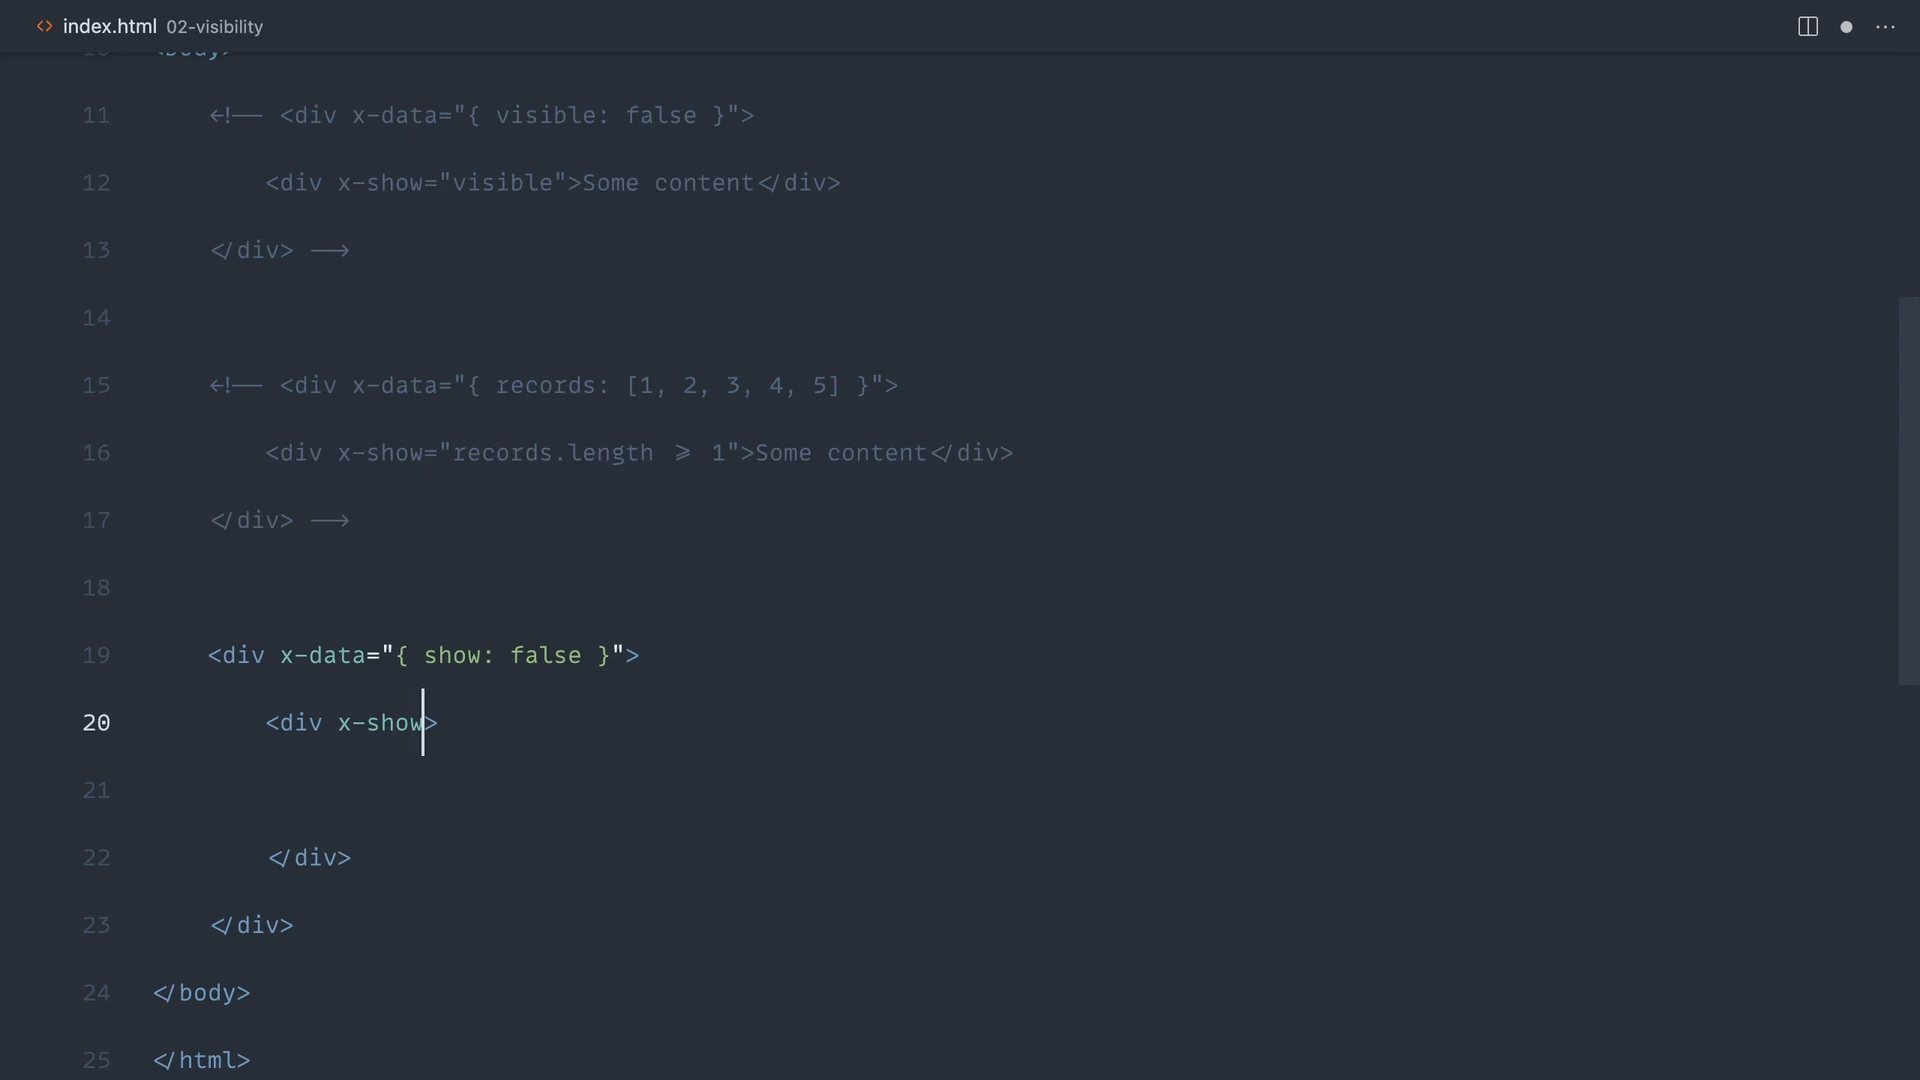 index.html 02-visibility
10 <body>
11 <!-- <div x-data="{ visible: false }">
12 <div x-show="visible">Some content</div>
13 </div> -->
14
15 <!-- <div x-data="{ records: [1, 2, 3, 4, 5] }">
16 <div x-show="records.length >= 1">Some content</div>
17 </div> -->
18
19 <div x-data="{ show: false }">
20 <div x-show>
21
22 </div>
23 </div>
24 </body>
25 </html>